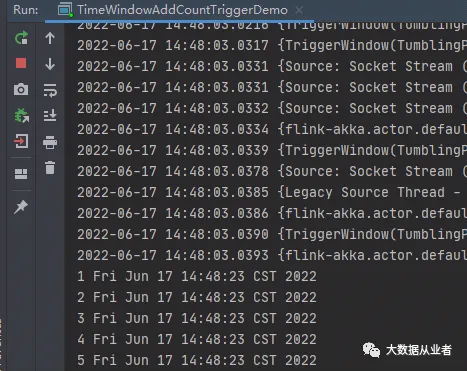 Run: TimeWindowAddCountTriggerDemo
2022-06-17 14:48:03.0216 {TriggerWindow(TumblingP
2022-06-17 14:48:03.0317 {TriggerWindow(TumblingP
2022-06-17 14:48:03.0331 {Source: Socket Stream (
2022-06-17 14:48:03.0331 {Source: Socket Stream (
2022-06-17 14:48:03.0332 {Source: Socket Stream (
2022-06-17 14:48:03.0334 {flink-akka.actor.defaul
2022-06-17 14:48:03.0339 {TriggerWindow(TumblingP
2022-06-17 14:48:03.0378 {Source: Socket Stream (
2022-06-17 14:48:03.0385 {Legacy Source Thread -
2022-06-17 14:48:03.0386 {flink-akka.actor.defaul
2022-06-17 14:48:03.0390 {TriggerWindow(TumblingP
2022-06-17 14:48:03.0393 {flink-akka.actor.defaul
1 Fri Jun 17 14:48:23 CST 2022
2 Fri Jun 17 14:48:23 CST 2022
3 Fri Jun 17 14:48:23 CST 2022
4 Fri Jun 17 14:48:23 CST 2022
5 Fri Jun 17 14:48:23 CST 2022
大数据从业者